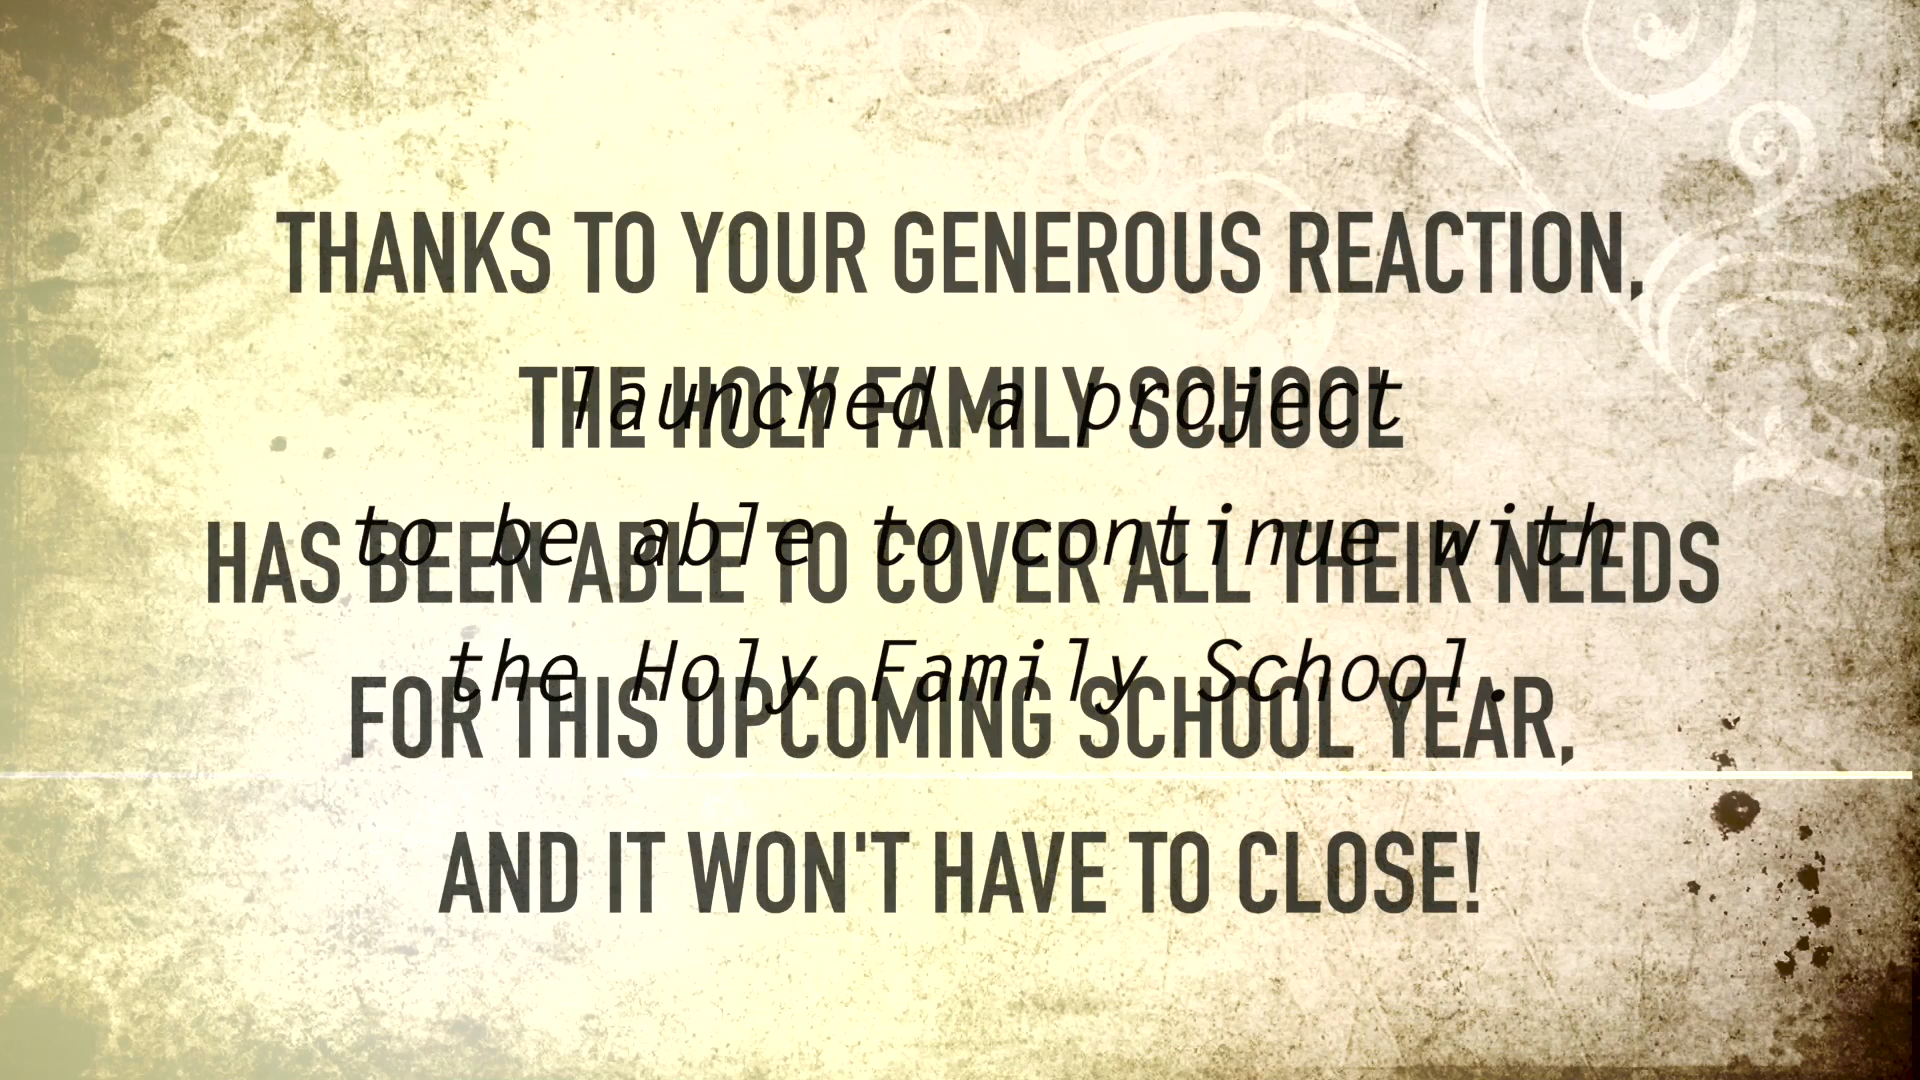 THANKS TO YOUR GENEROUS REACTION,
launched a project
THE HOLY FAMILY SCHOOL
to be able to continue with
HAS BEEN ABLE TO COVER ALL THEIR NEEDS
the Holy Family School.
FOR THIS UPCOMING SCHOOL YEAR,
AND IT WON'T HAVE TO CLOSE!